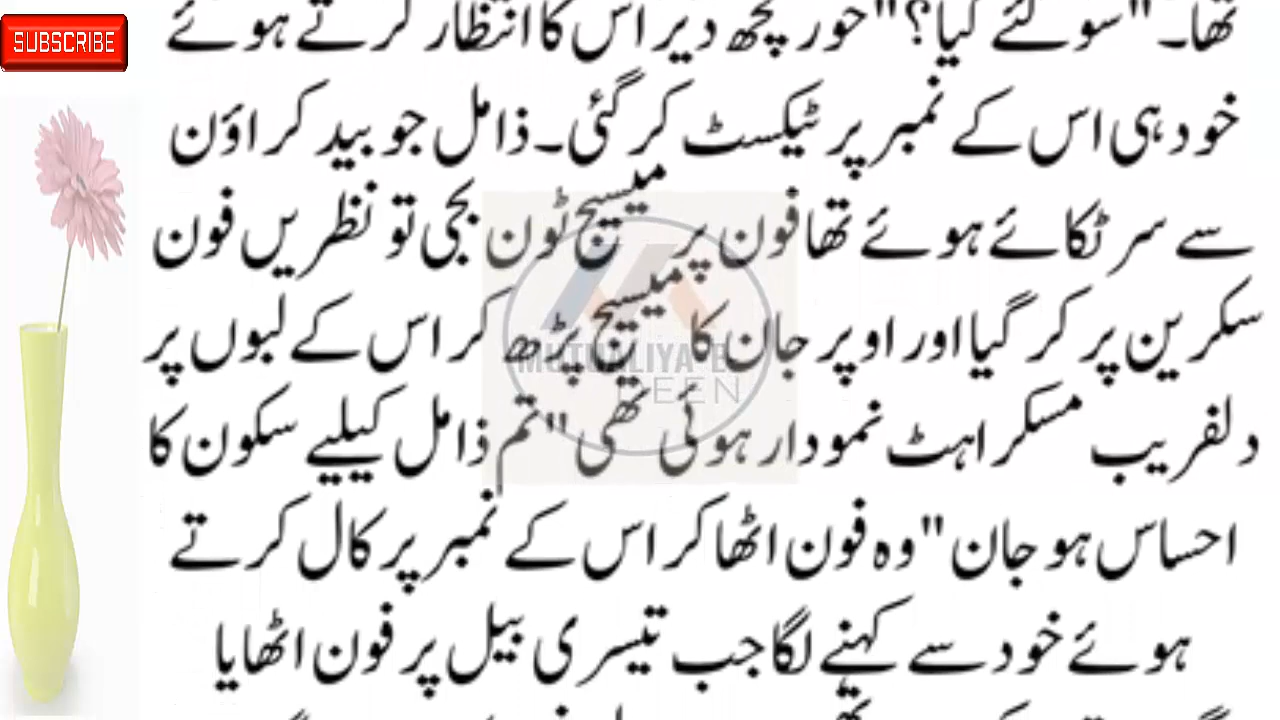 SUBSCRIBE
تھا۔"سو گئے کیا؟"حور کچھ دیر اس کا انتظار کرتے ہوئے
خود ہی اس کے نمبر پر ٹیکسٹ کر گئی۔ذامل جو بیڈ کراؤن
سے سر ٹکائے ہوئے تھا فون پر میسیج ٹون بجی تو نظریں فون
سکرین پر کر گیا اور اوپر جان کا میسیج پڑھ کر اس کے لبوں پر
دلفریب مسکراہٹ نمودار ہوئی تھی"تم ذامل کیلیے سکون کا
احساس ہو جان"وہ فون اٹھا کر اس کے نمبر پر کال کرتے
ہوئے خود سے کہنے لگا جب تیسری بیل پر فون اٹھایا